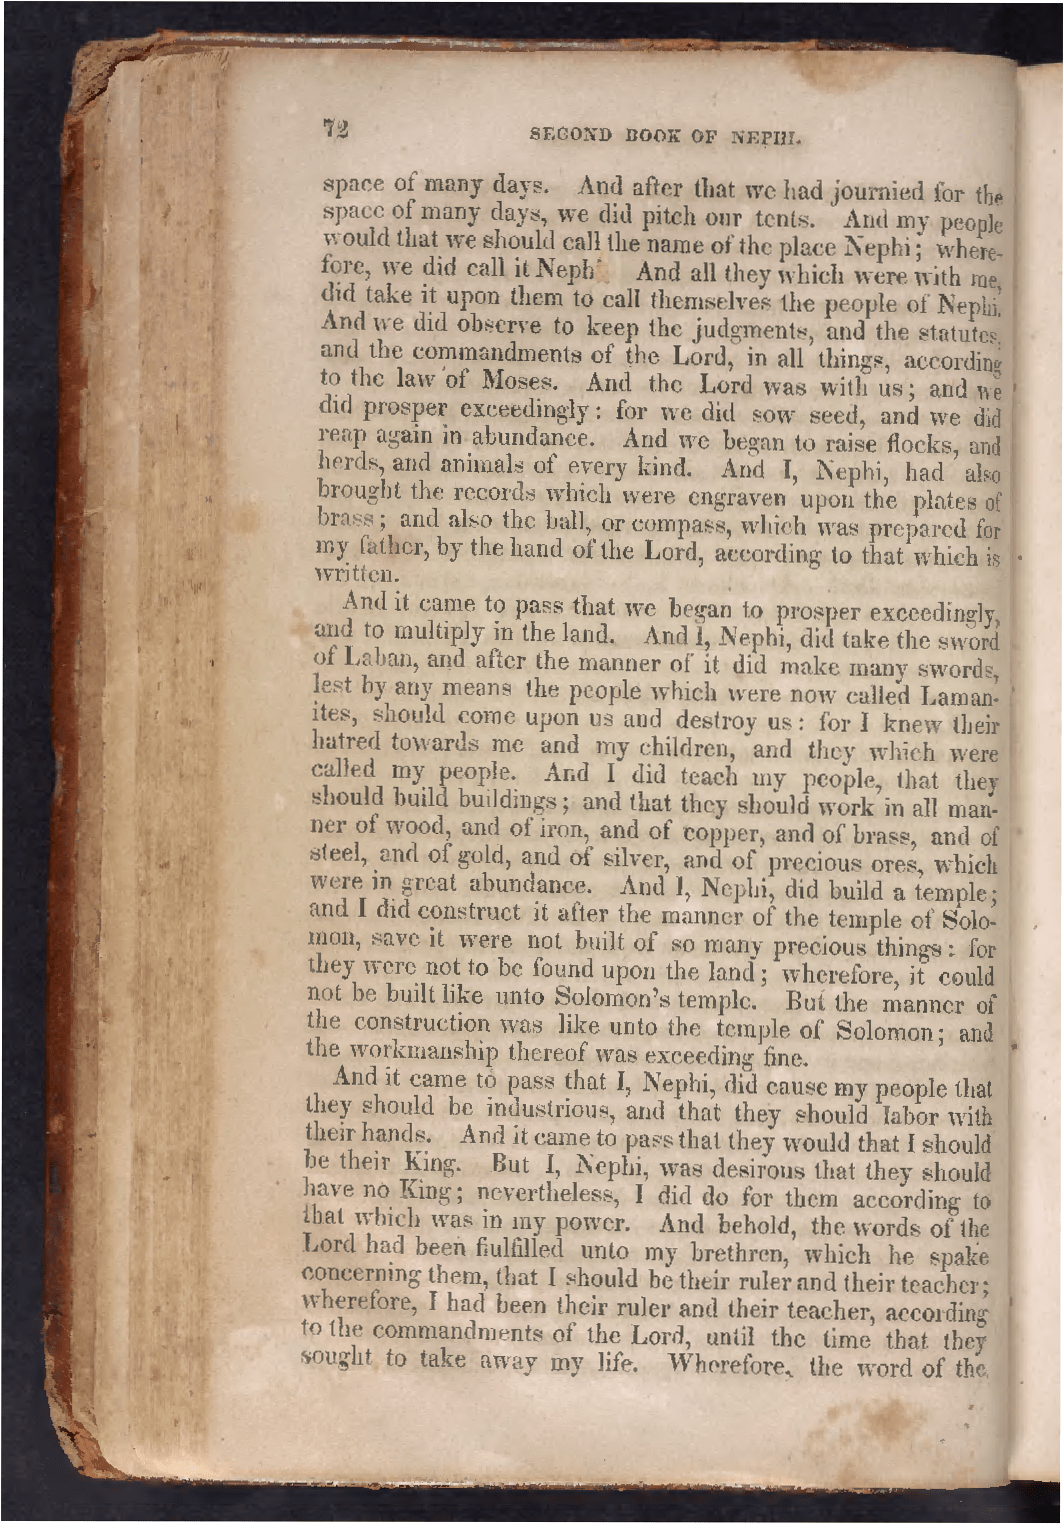 72 SECOND BOOK OF NEPHI.
space of many days. And after that we had journied for the
space of many days, we did pitch our tents. And my people
would that we should call the name of the place Nephi; where-
fore, we did call it Neph And all they which were with me,
did take it upon them to call themselves the people of Nephi.
And we did observe to keep the judgments, and the statutes,
and the commandments of the Lord, in all things, according
to the law of Moses. And the Lord was with us; and we
did prosper exceedingly: for we did sow seed, and we did
reap again in abundance. And we began to raise flocks, and
herds, and animals of every kind. And I, Nephi, had also
brought the records which were engraven upon the plates of
brass; and also the ball, or compass, which was prepared for
my father, by the hand of the Lord, according to that which is
written.
And it came to pass that we began to prosper exceedingly,
and to multiply in the land. And I, Nephi, did take the sword
of Laban, and after the manner of it did make many swords,
lest by any means the people which were now called Laman-
ites, should come upon us and destroy us: for I knew their
hatred towards me and my children, and they which were
called my people. And I did teach my people, that they
should build buildings; and that they should work in all man-
ner of wood, and of iron, and of copper, and of brass, and of
steel, and of gold, and of silver, and of precious ores, which
were in great abundance. And I, Nephi, did build a temple;
and I did construct it after the manner of the temple of Solo-
mon, save it were not built of so many precious things: for
they were not to be found upon the land; wherefore, it could
not be built like unto Solomon's temple. But the manner of
the construction was like unto the temple of Solomon; and
the workmanship thereof was exceeding fine.
And it came to pass that I, Nephi, did cause my people that
they should be industrious, and that they should labor with
their hands. And it came to pass that they would that I should
be their King. But I, Nephi, was desirous that they should
have no King; nevertheless, I did do for them according to
that which was in my power. And behold, the words of the
Lord had been fiulfilled unto my brethren, which he spake
concerning them, that I should be their ruler and their teacher;
wherefore, I had been their ruler and their teacher, according
to the commandments of the Lord, until the time that they
sought to take away my life. Wherefore, the word of the